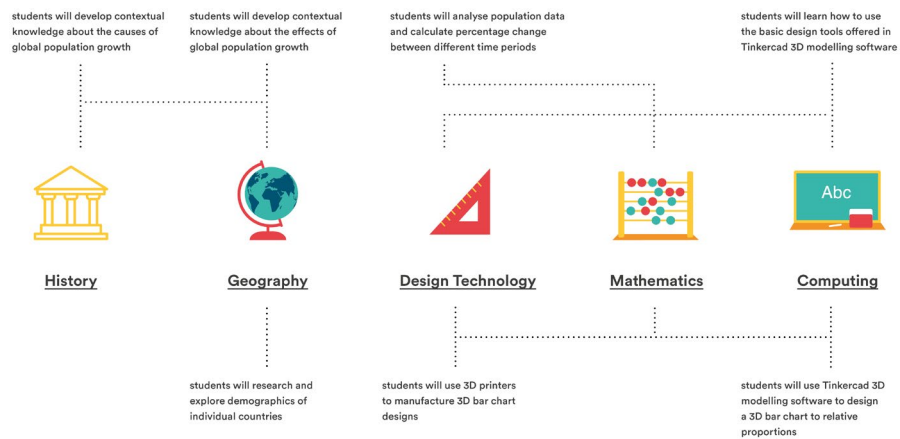 students will develop contextual
knowledge about the causes of
global population growth
students will develop contextual
knowledge about the effects of
global population growth
students will analyse population data
and calculate percentage change
between different time periods
students will learn how to use
the basic design tools offered in
Tinkercad 3D modelling software
Abc
History
Geography
Design Technology
Mathematics
Computing
students will research and
explore demographics of
individual countries
students will use 3D printers
to manufacture 3D bar chart
designs
students will use Tinkercad 3D
modelling software to design
a 3D bar chart to relative
proportions